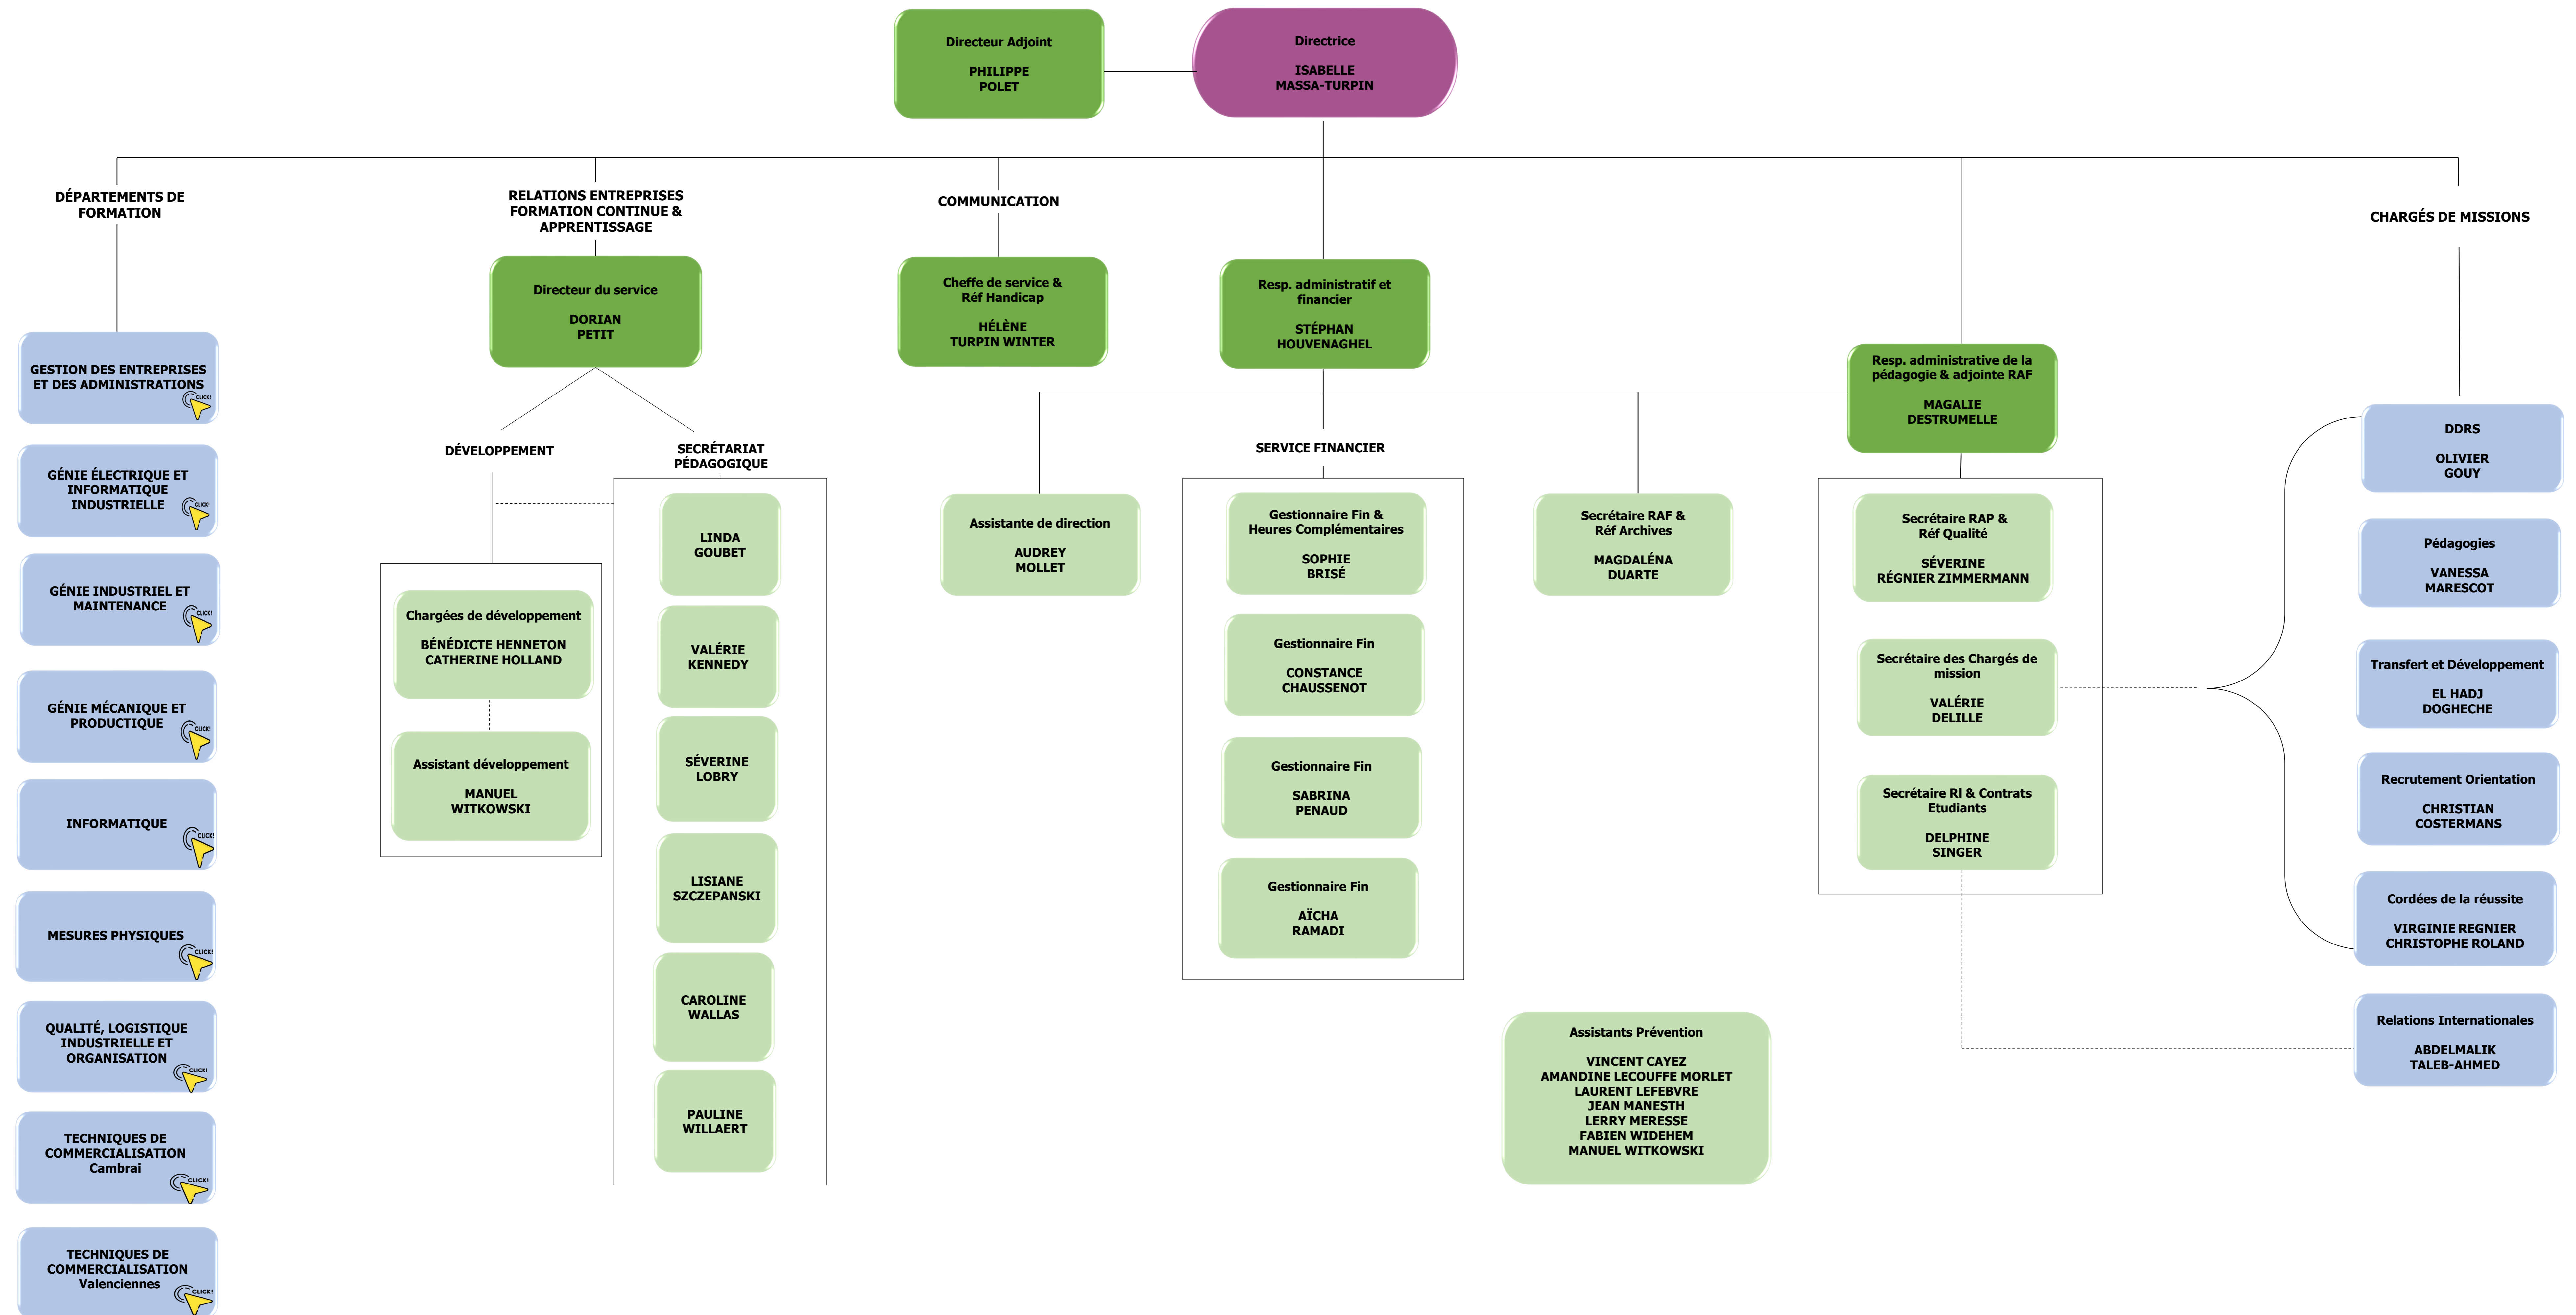 Directeur Adjoint
PHILIPPE
POLET
Directrice
ISABELLE
MASSA-TURPIN
DÉPARTEMENTS DE
FORMATION
GESTION DES ENTREPRISES
ET DES ADMINISTRATIONS
CLICK!
GÉNIE ÉLECTRIQUE ET
INFORMATIQUE
INDUSTRIELLE
CLICK!
GÉNIE INDUSTRIEL ET
MAINTENANCE
CLICK!
GÉNIE MÉCANIQUE ET
PRODUCTIQUE
CLICK!
INFORMATIQUE
CLICK!
MESURES PHYSIQUES
CLICK!
QUALITÉ, LOGISTIQUE
INDUSTRIELLE ET
ORGANISATION
CLICK!
TECHNIQUES DE
COMMERCIALISATION
Cambrai
CLICK!
TECHNIQUES DE
COMMERCIALISATION
Valenciennes
CLICK!
RELATIONS ENTREPRISES
FORMATION CONTINUE &
APPRENTISSAGE
Directeur du service
DORIAN
PETIT
DÉVELOPPEMENT
Chargées de développement
BÉNÉDICTE HENNETON
CATHERINE HOLLAND
Assistant développement
MANUEL
WITKOWSKI
SECRÉTARIAT
PÉDAGOGIQUE
LINDA
GOUBET
VALÉRIE
KENNEDY
SÉVERINE
LOBRY
LISIANE
SZCZEPANSKI
CAROLINE
WALLAS
PAULINE
WILLAERT
COMMUNICATION
Cheffe de service &
Réf Handicap
HÉLÈNE
TURPIN WINTER
Resp. administratif et
financier
STÉPHAN
HOUVENAGHEL
Assistante de direction
AUDREY
MOLLET
SERVICE FINANCIER
Gestionnaire Fin &
Heures Complémentaires
SOPHIE
BRISÉ
Gestionnaire Fin
CONSTANCE
CHAUSSENOT
Gestionnaire Fin
SABRINA
PENAUD
Gestionnaire Fin
AÏCHA
RAMADI
Secrétaire RAF &
Réf Archives
MAGDALÉNA
DUARTE
Assistants Prévention
VINCENT CAYEZ
AMANDINE LECOUFFE MORLET
LAURENT LEFEBVRE
JEAN MANESTH
LERRY MERESSE
FABIEN WIDEHEM
MANUEL WITKOWSKI
Resp. administrative de la
pédagogie & adjointe RAF
MAGALIE
DESTRUMELLE
Secrétaire RAP &
Réf Qualité
SÉVERINE
RÉGNIER ZIMMERMANN
Secrétaire des Chargés de
mission
VALÉRIE
DELILLE
Secrétaire RI & Contrats
Etudiants
DELPHINE
SINGER
CHARGÉS DE MISSIONS
DDRS
OLIVIER
GOUY
Pédagogies
VANESSA
MARESCOT
Transfert et Développement
EL HADJ
DOGHECHE
Recrutement Orientation
CHRISTIAN
COSTERMANS
Cordées de la réussite
VIRGINIE REGNIER
CHRISTOPHE ROLAND
Relations Internationales
ABDELMALIK
TALEB-AHMED